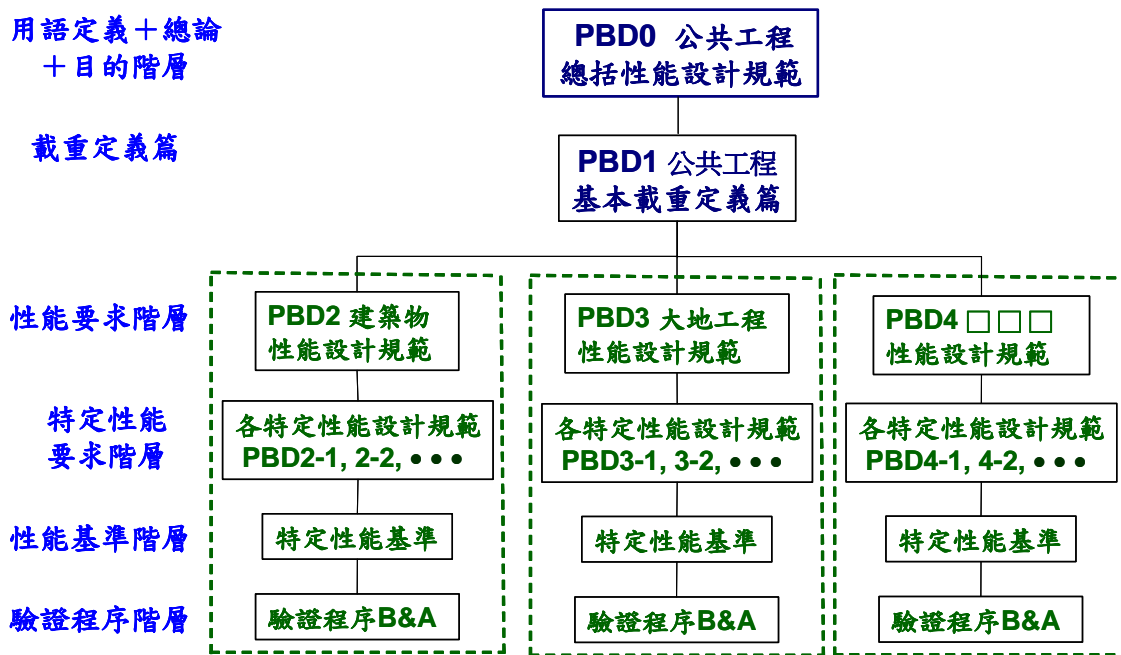 用語定義＋總論
＋目的階層
PBD0 公共工程
總括性能設計規範
載重定義篇
PBD1 公共工程
基本載重定義篇
性能要求階層
PBD2 建築物
性能設計規範
PBD3 大地工程
性能設計規範
PBD4 □□□
性能設計規範
特定性能
要求階層
各特定性能設計規範
PBD2-1, 2-2, •••
各特定性能設計規範
PBD3-1, 3-2, •••
各特定性能設計規範
PBD4-1, 4-2, •••
性能基準階層
特定性能基準
特定性能基準
特定性能基準
驗證程序階層
驗證程序B&A
驗證程序B&A
驗證程序B&A